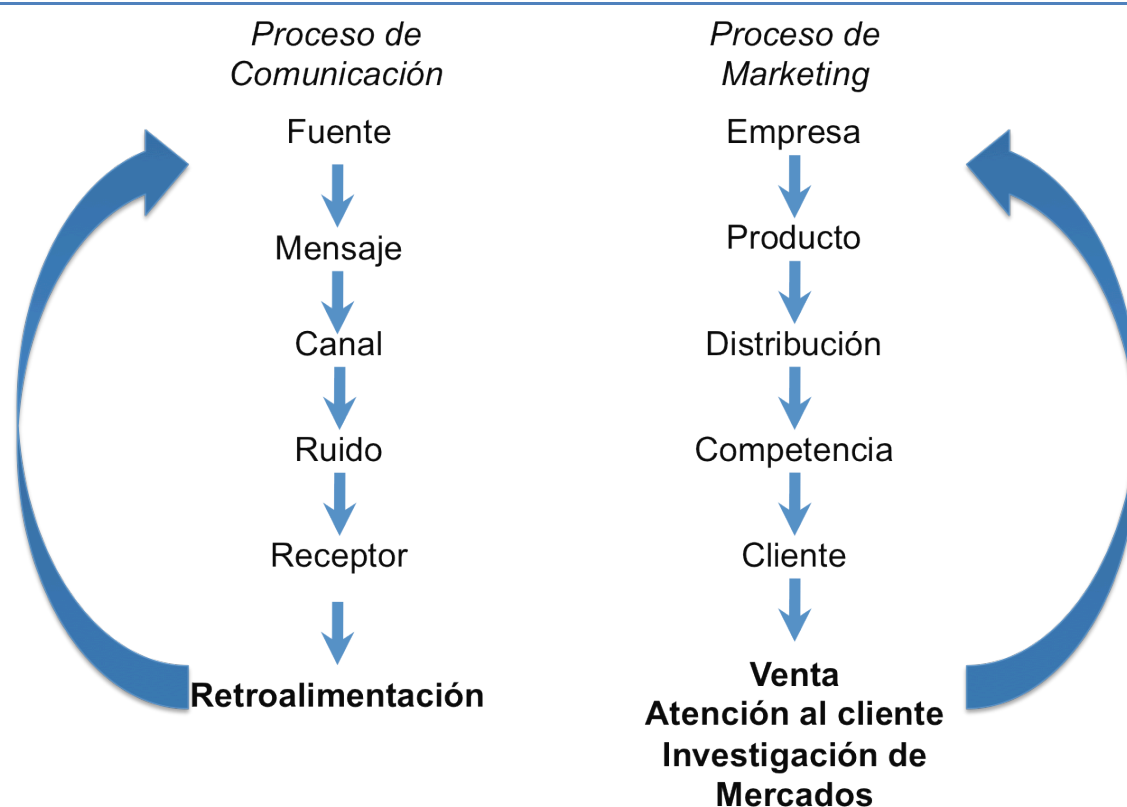 Proceso de
Comunicación
Fuente
Mensaje
Canal
Ruido
Receptor
Retroalimentación
Proceso de
Marketing
Empresa
Producto
Distribución
Competencia
Cliente
Venta
Atención al cliente
Investigación de
Mercados